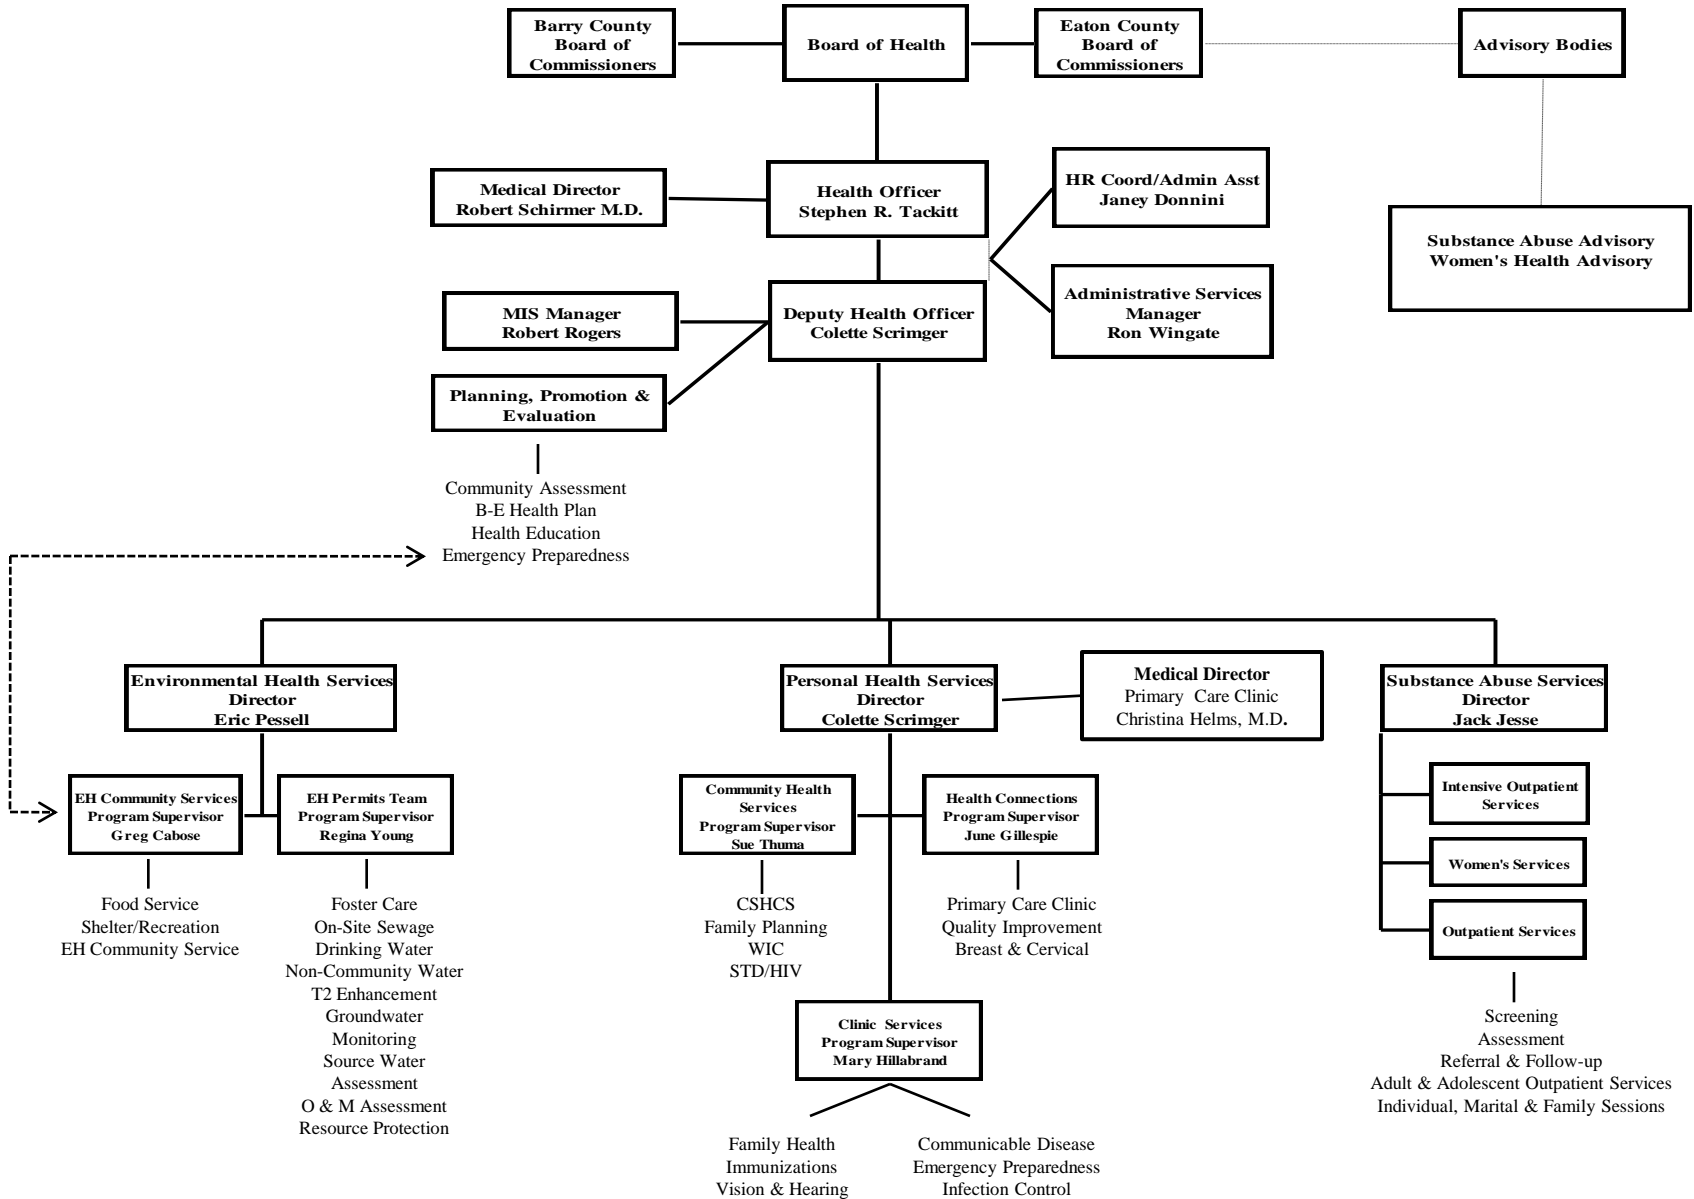 Barry County
Board of
Commissioners
Board of Health
Eaton County
Board of
Commissioners
Advisory Bodies
Medical Director
Robert Schirmer M.D.
Health Officer
Stephen R. Tackitt
HR Coord/Admin Asst
Janey Donnini
Substance Abuse Advisory
Women's Health Advisory
MIS Manager
Robert Rogers
Deputy Health Officer
Colette Scrimger
Administrative Services
Manager
Ron Wingate
Planning, Promotion &
Evaluation
Community Assessment
B-E Health Plan
Health Education
Emergency Preparedness
Environmental Health Services
Director
Eric Pessell
Personal Health Services
Director
Colette Scrimger
Medical Director
Primary Care Clinic
Christina Helms, M.D.
Substance Abuse Services
Director
Jack Jesse
EH Community Services
Program Supervisor
Greg Cabose
EH Permits Team
Program Supervisor
Regina Young
Community Health
Services
Program Supervisor
Sue Thuma
Health Connections
Program Supervisor
June Gillespie
Intensive Outpatient
Services
Women's Services
Outpatient Services
Food Service
Shelter/Recreation
EH Community Service
Foster Care
On-Site Sewage
Drinking Water
Non-Community Water
T2 Enhancement
Groundwater
Monitoring
Source Water
Assessment
O & M Assessment
Resource Protection
CSHCS
Family Planning
WIC
STD/HIV
Primary Care Clinic
Quality Improvement
Breast & Cervical
Clinic Services
Program Supervisor
Mary Hillabrand
Family Health
Immunizations
Vision & Hearing
Communicable Disease
Emergency Preparedness
Infection Control
Screening
Assessment
Referral & Follow-up
Adult & Adolescent Outpatient Services
Individual, Marital & Family Sessions